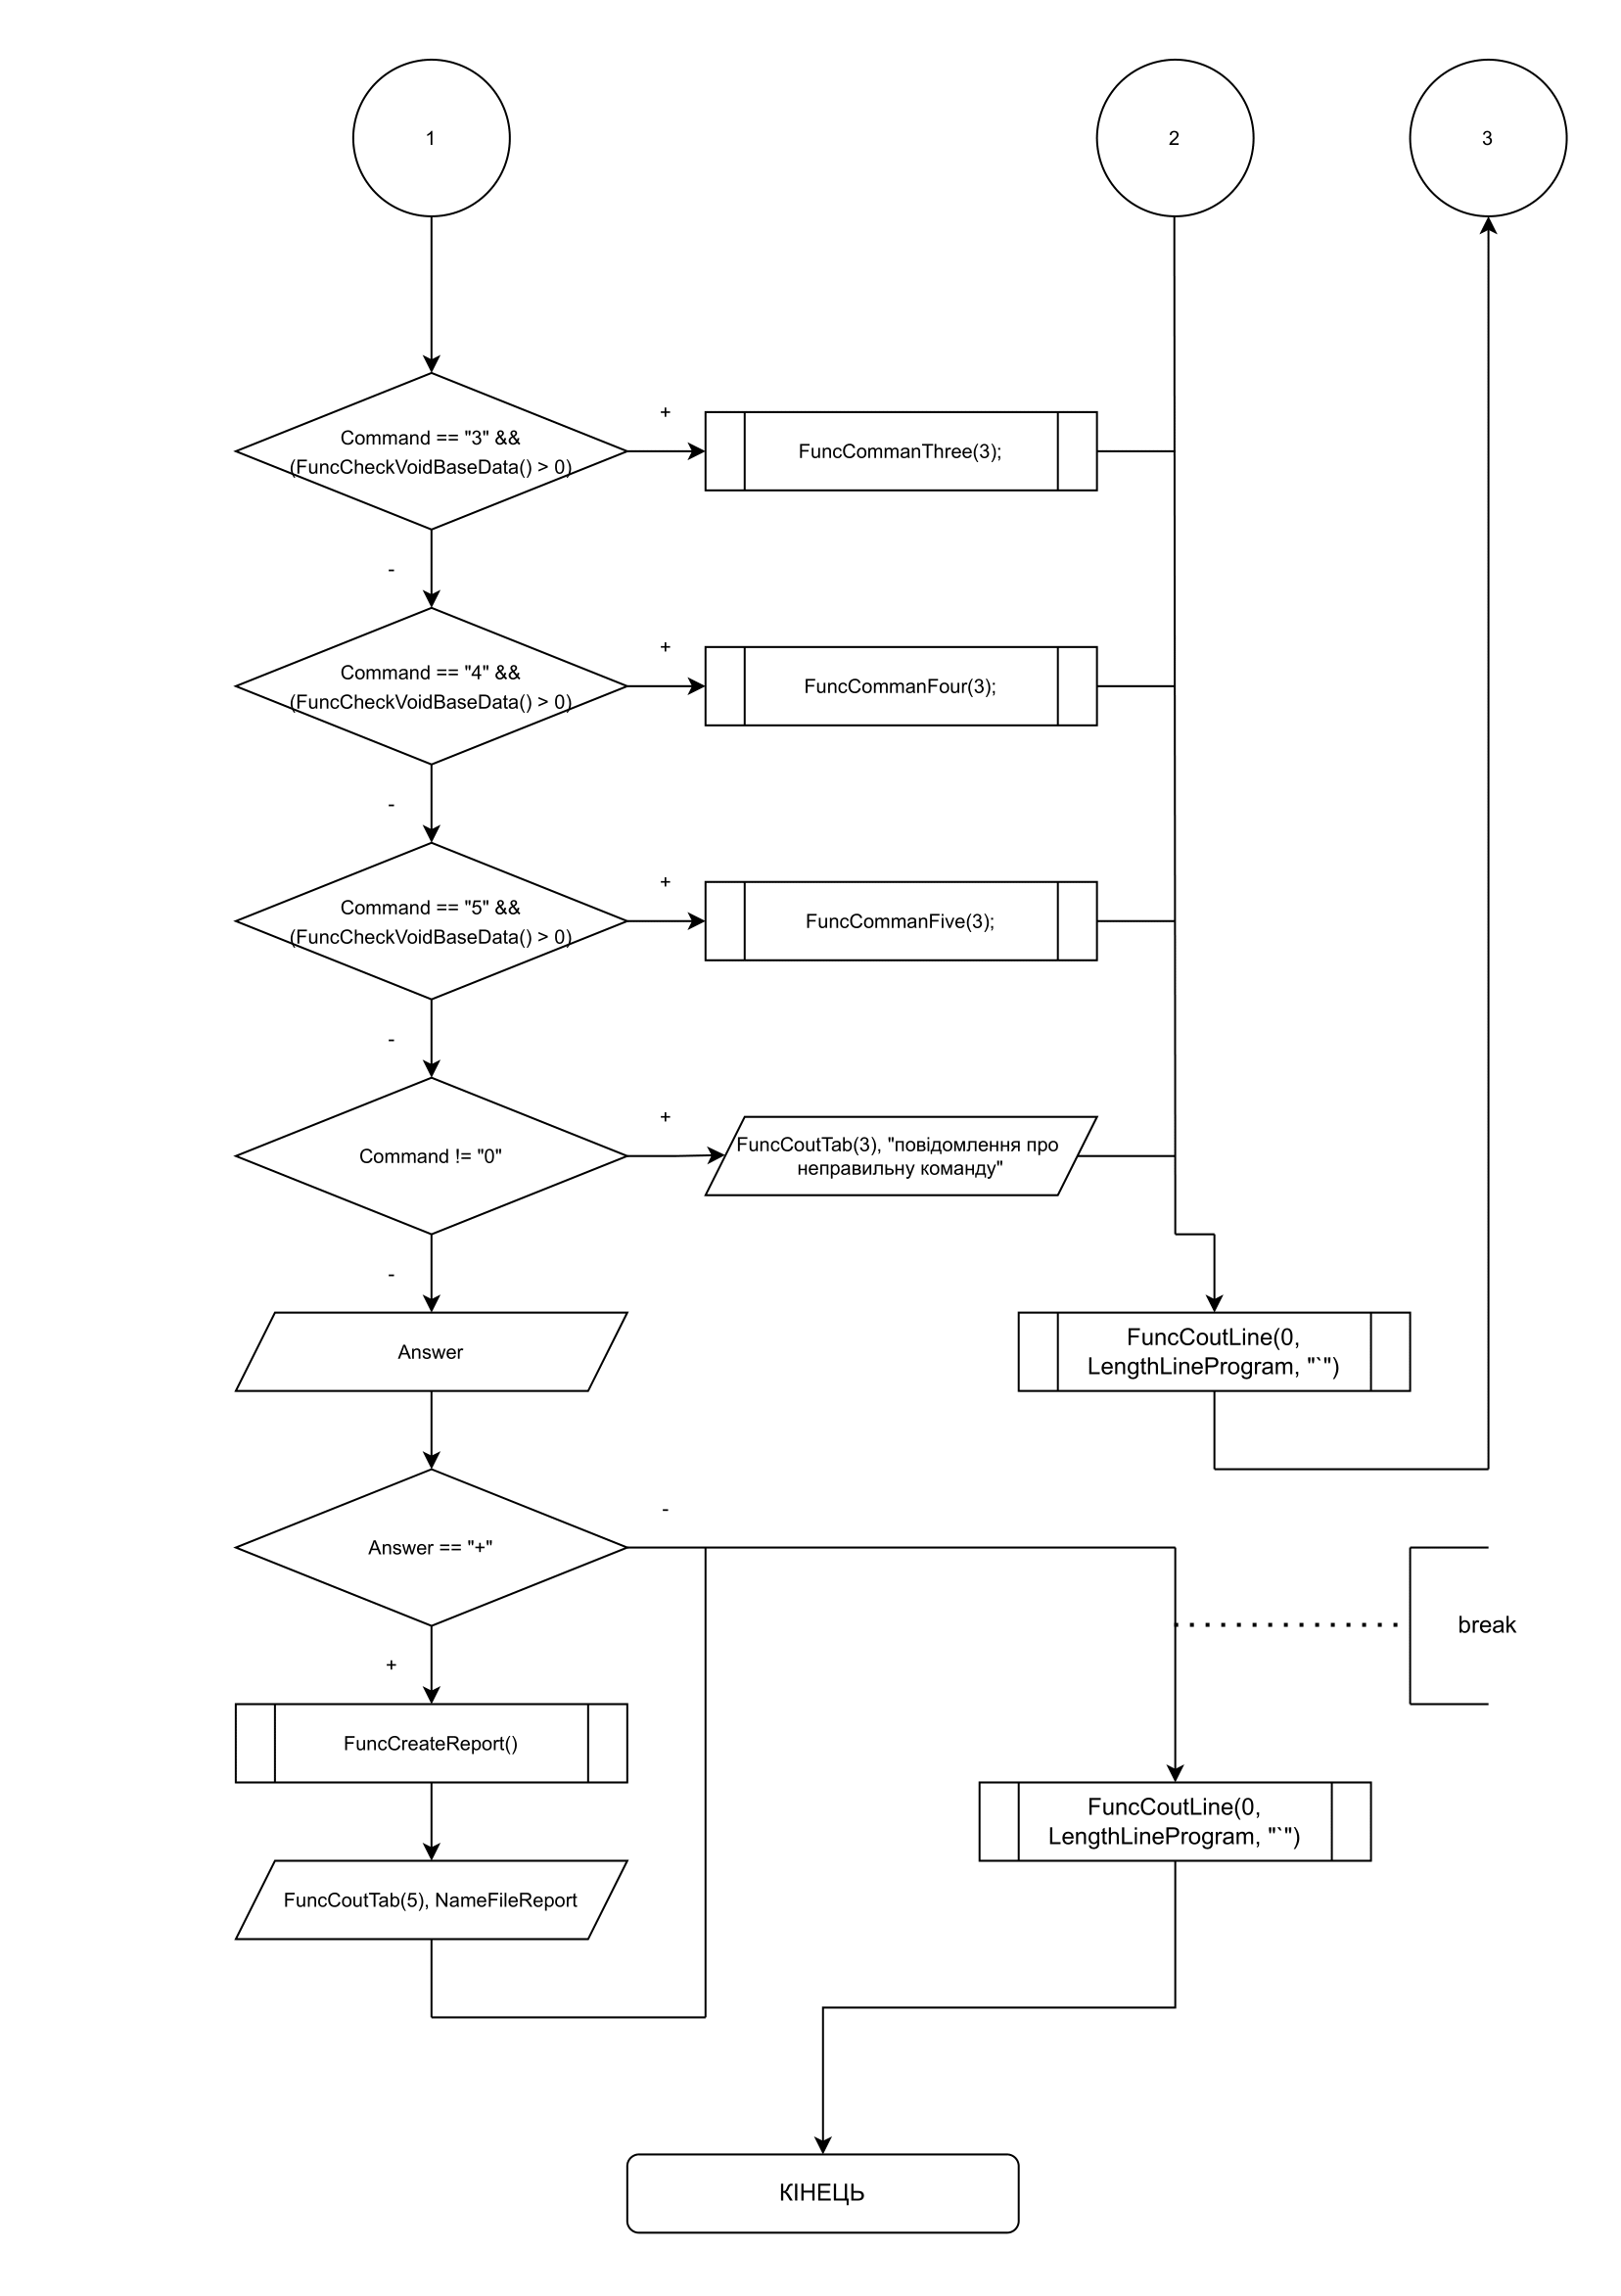 1
2
3
Command == "3" &&
(FuncCheckVoidBaseData() > 0)
+
FuncCommanThree(3);
-
Command == "4" &&
(FuncCheckVoidBaseData() > 0)
+
FuncCommanFour(3);
-
Command == "5" &&
(FuncCheckVoidBaseData() > 0)
+
FuncCommanFive(3);
-
Command != "0"
+
FuncCoutTab(3), "повідомлення про
неправильну команду"
-
Answer
FuncCoutLine(0,
LengthLineProgram, "`")
Answer == "+"
-
break
+
FuncCreateReport()
FuncCoutLine(0,
LengthLineProgram, "`")
FuncCoutTab(5), NameFileReport
КІНЕЦЬ